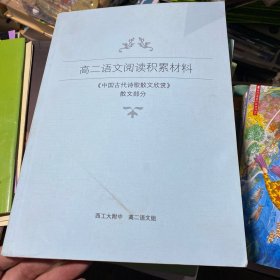 高二语文阅读积累材料
《中国古代诗歌散文欣赏》
散文部分
西工大附中 高二语文组